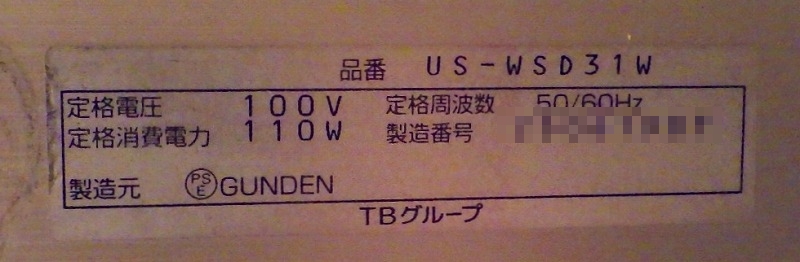 品番 US-WSD31W
定格電圧 100V 定格周波数 50/60Hz
定格消費電力 110W 製造番号
製造元 PSE GUNDEN
TBグループ